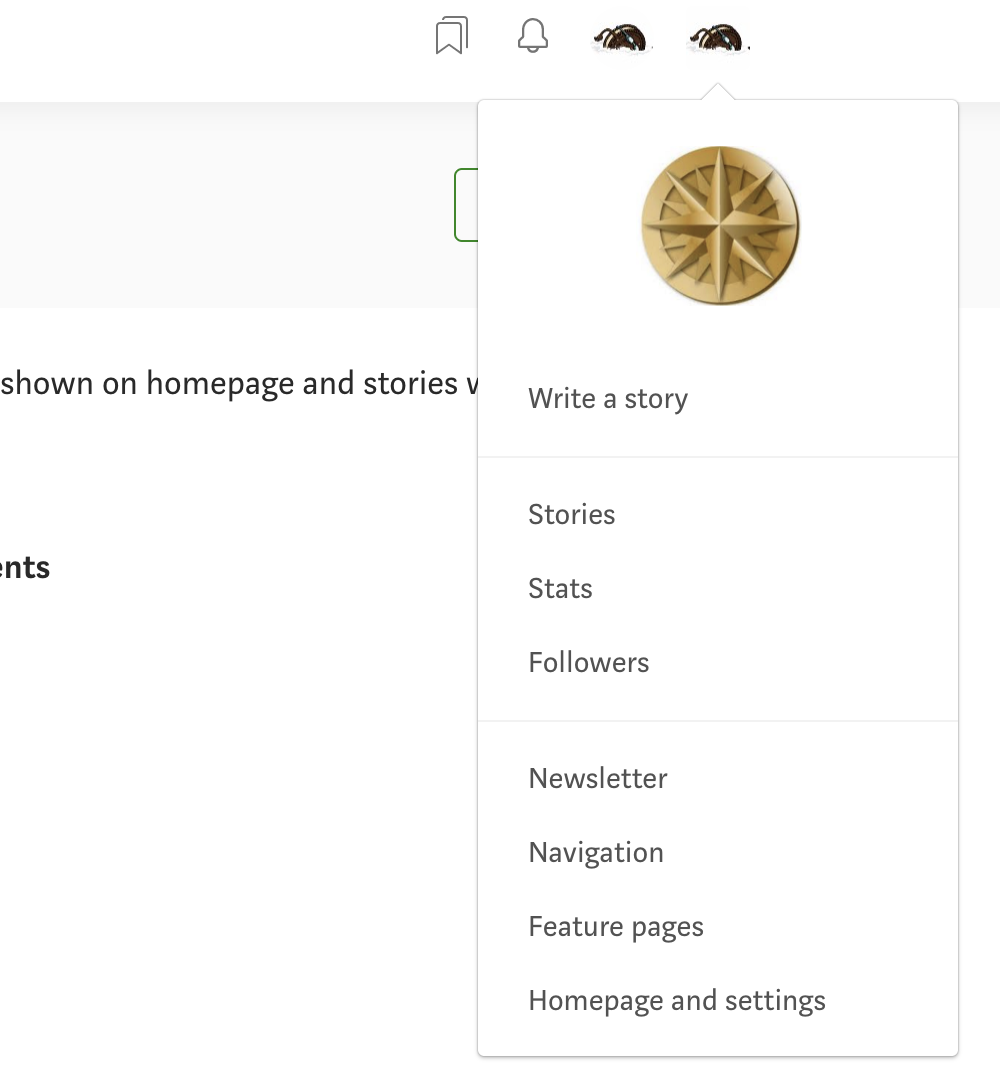 shown on homepage and stories
Write a story
Stories
ents
Stats
Followers
Newsletter
Navigation
Feature pages
Homepage and settings